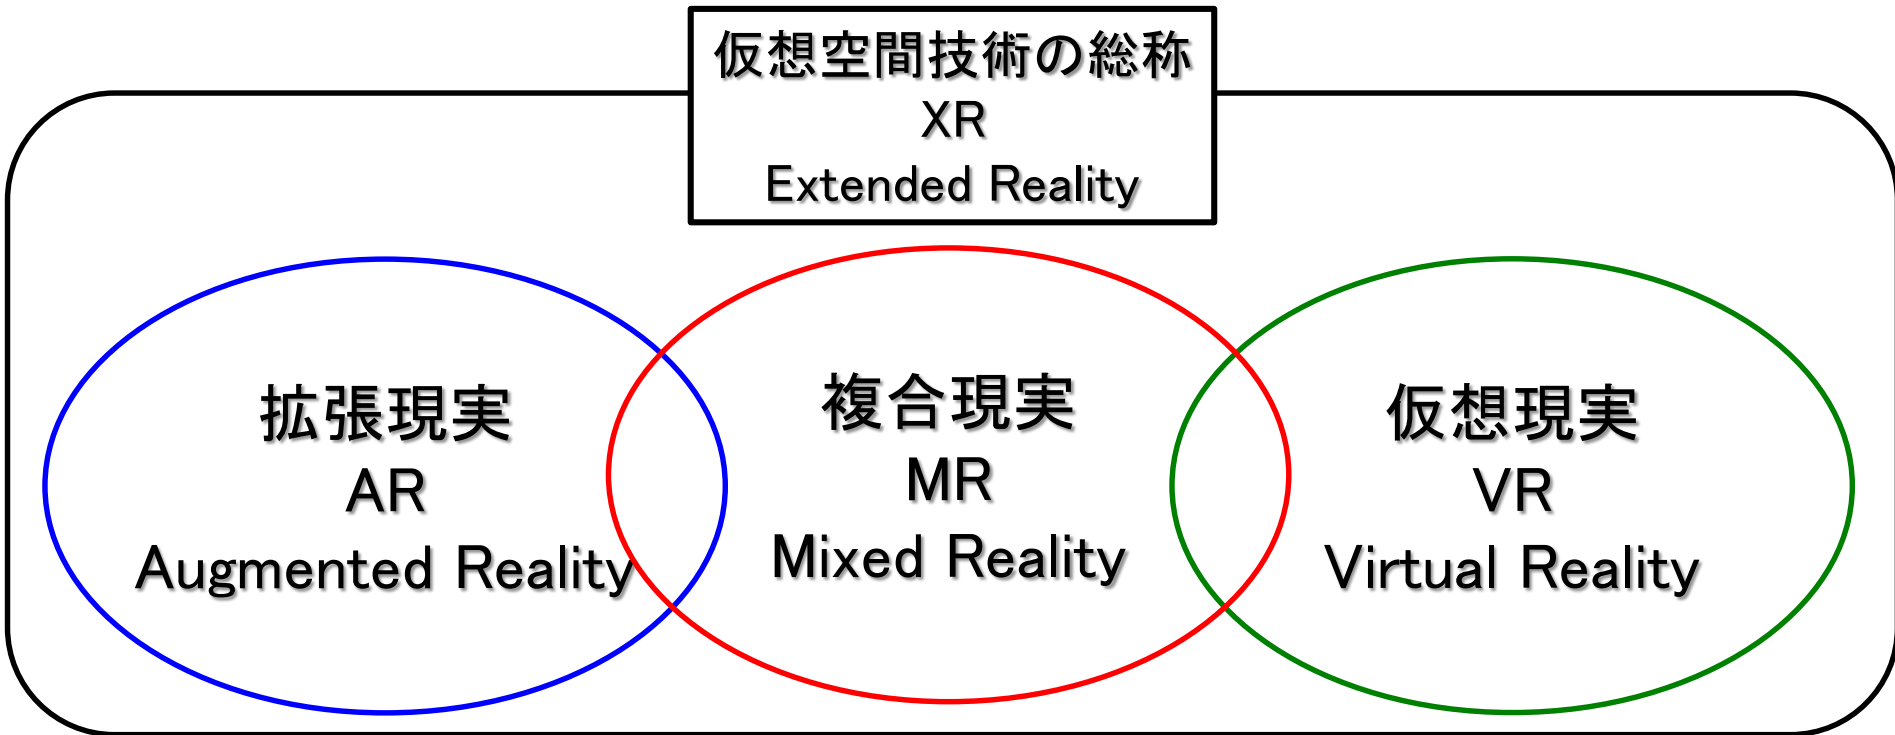 仮想空間技術の総称
XR
Extended Reality
拡張現実
AR
Augmented Reality
複合現実
MR
Mixed Reality
仮想現実
VR
Virtual Reality